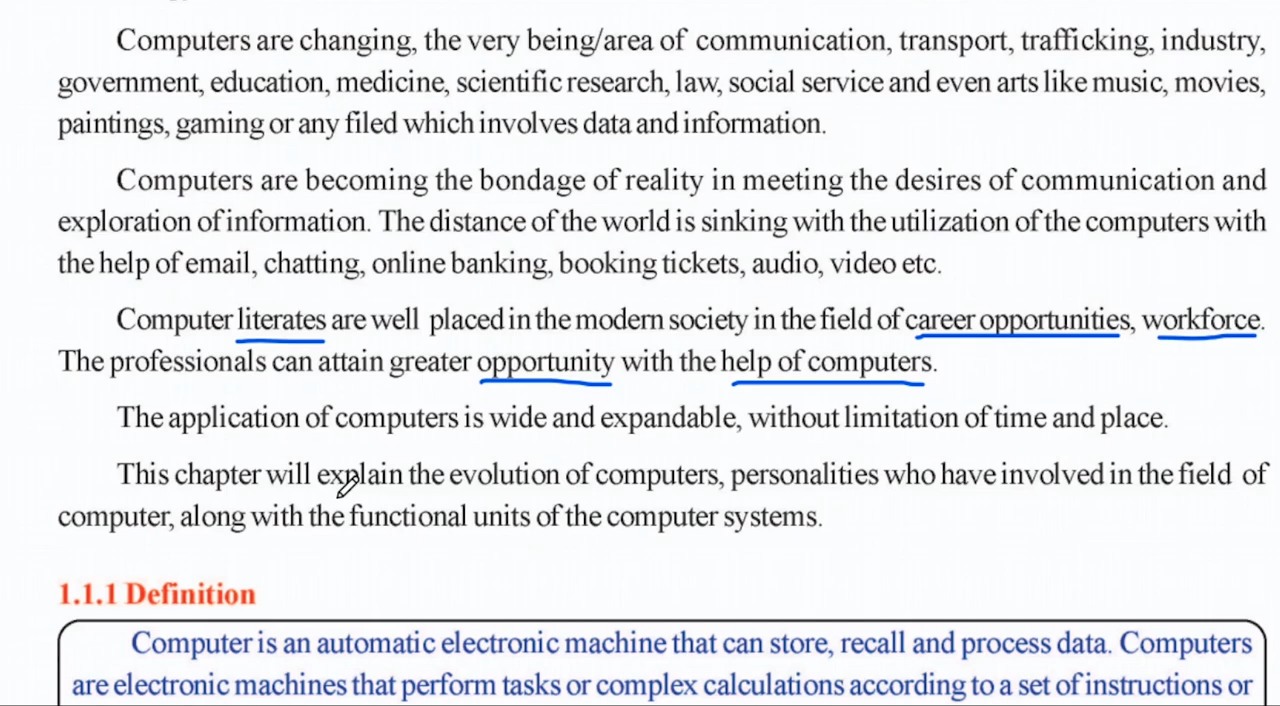 Computers are changing, the very being/area of communication, transport, trafficking, industry,
government, education, medicine, scientific research, law, social service and even arts like music, movies,
paintings, gaming or any filed which involves data and information.
Computers are becoming the bondage of reality in meeting the desires of communication and
exploration of information. The distance of the world is sinking with the utilization of the computers with
the help of email, chatting, online banking, booking tickets, audio, video etc.
Computer literates are well placed in the modern society in the field of career opportunities, workforce.
The professionals can attain greater opportunity with the help of computers.
The application of computers is wide and expandable, without limitation of time and place.
This chapter will explain the evolution of computers, personalities who have involved in the field of
computer, along with the functional units of the computer systems.
1.1.1 Definition
Computer is an automatic electronic machine that can store, recall and process data. Computers
are electronic machines that perform tasks or complex calculations according to a set of instructions or